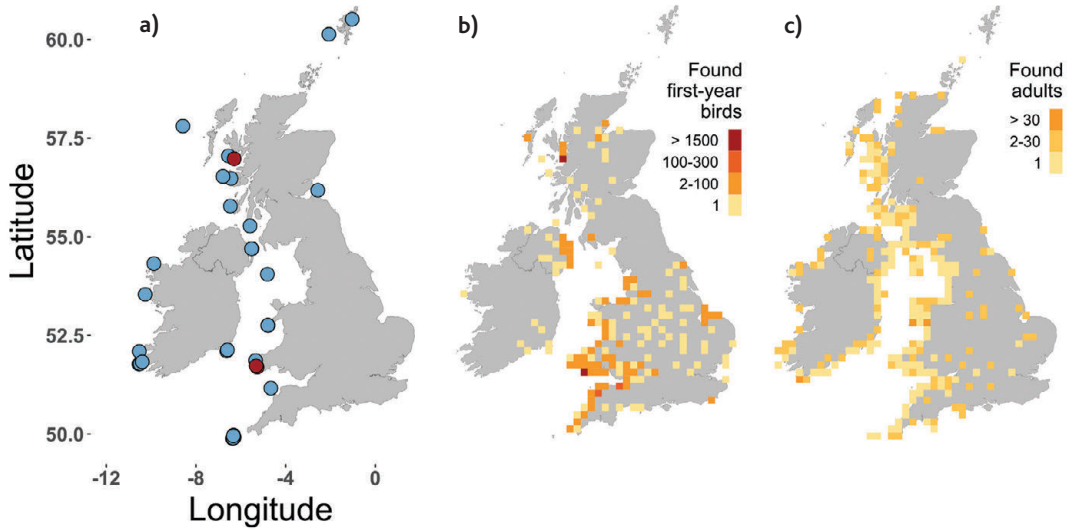 a)
b)
c)
Latitude
60.0
57.5
55.0
52.5
50.0
-12
-8
-4
0
Longitude
Found
first-year
birds
> 1500
100-300
2-100
1
Found
adults
> 30
2-30
1